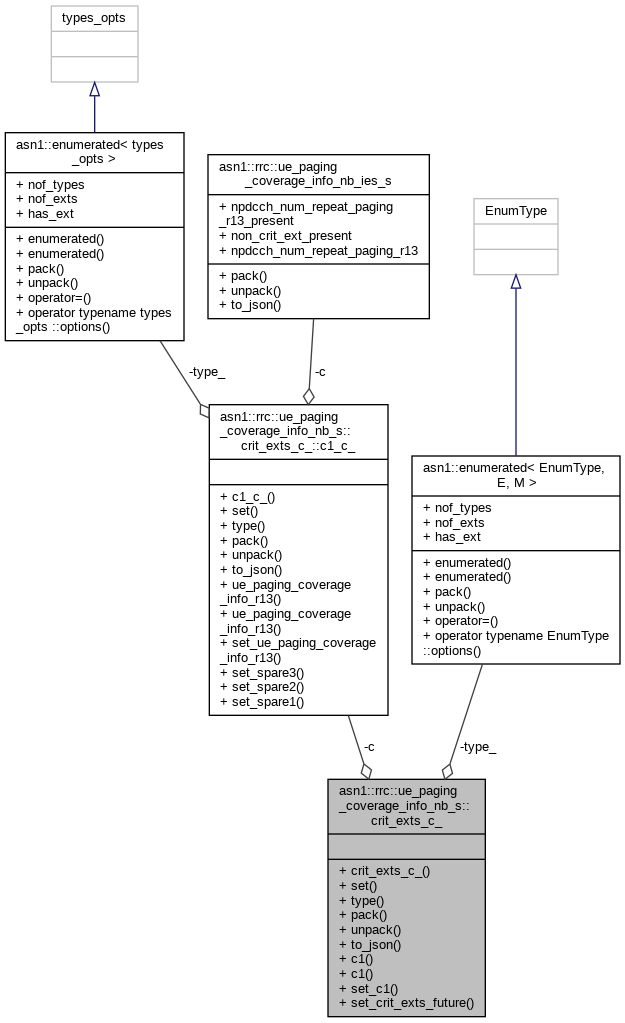 types_opts
asn1::enumerated< types
_opts >
+ nof_types
+ nof_exts
+ has_ext
+ enumerated()
+ enumerated()
+ pack()
+ unpack()
+ operator=()
+ operator typename types
_opts ::options()
asn1::rrc::ue_paging
_coverage_info_nb_ies_s
+ npdcch_num_repeat_paging
_r13_present
+ non_crit_ext_present
+ npdcch_num_repeat_paging_r13
+ pack()
+ unpack()
+ to_json()
EnumType
-type_
-c
asn1::rrc::ue_paging
_coverage_info_nb_s::
crit_exts_c_::c1_c_
+ c1_c_()
+ set()
+ type()
+ pack()
+ unpack()
+ to_json()
+ ue_paging_coverage
_info_r13()
+ ue_paging_coverage
_info_r13()
+ set_ue_paging_coverage
_info_r13()
+ set_spare3()
+ set_spare2()
+ set_spare1()
asn1::enumerated< EnumType,
E, M >
+ nof_types
+ nof_exts
+ has_ext
+ enumerated()
+ enumerated()
+ pack()
+ unpack()
+ operator=()
+ operator typename EnumType
::options()
-c
-type_
asn1::rrc::ue_paging
_coverage_info_nb_s::
crit_exts_c_
+ crit_exts_c_()
+ set()
+ type()
+ pack()
+ unpack()
+ to_json()
+ c1()
+ c1()
+ set_c1()
+ set_crit_exts_future()